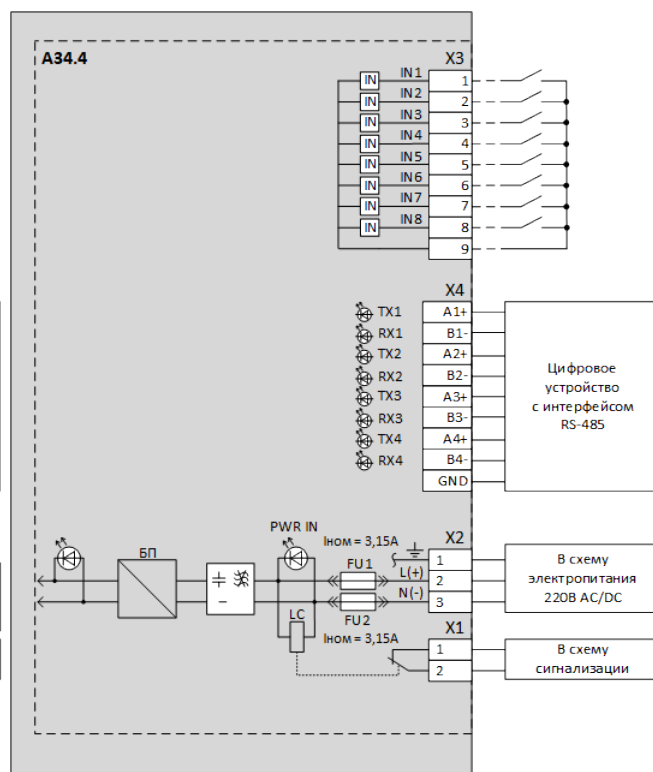 A34.4
X3
IN IN1 1
IN IN2 2
IN IN3 3
IN IN4 4
IN IN5 5
IN IN6 6
IN IN7 7
IN IN8 8
9
X4
TX1 A1+
RX1 B1-
TX2 A2+
RX2 B2-
TX3 A3+
RX3 B3-
TX4 A4+
RX4 B4-
GND
Цифровое
устройство
с интерфейсом
RS-485
БП
PWR IN
Iном = 3,15А
FU1
L(+)
N(-)
FU2
LC
Iном = 3,15А
X2
1
2
3
В схему
электропитания
220В AC/DC
X1
1
2
В схему
сигнализации